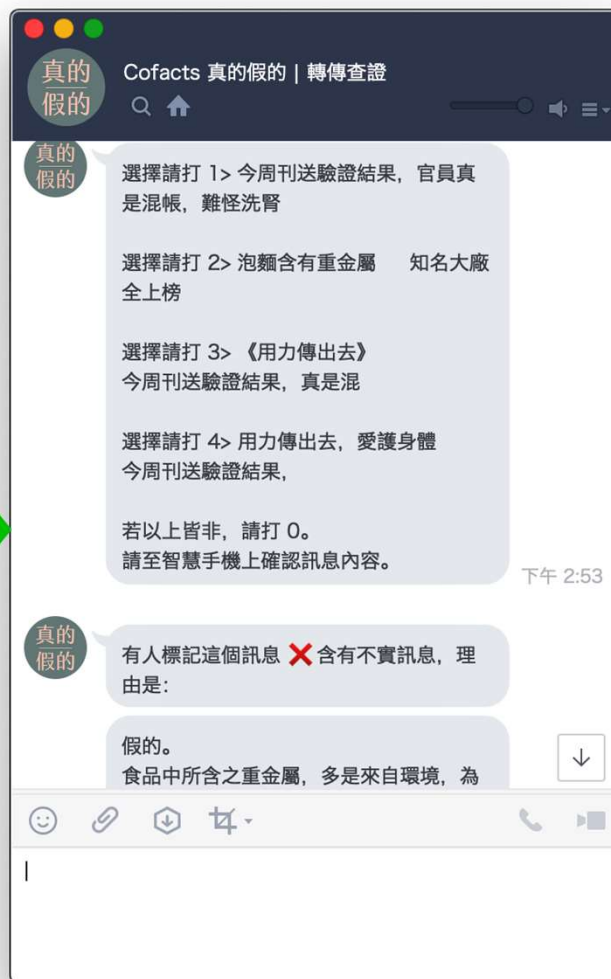 真的
假的
Cofacts 真的假的 | 轉傳查證
真的
假的
選擇請打 1> 今周刊送驗證結果，官員真
是混帳，難怪洗腎
選擇請打 2> 泡麵含有重金屬　知名大廠
全上榜
選擇請打 3> 《用力傳出去》
今周刊送驗證結果，真是混
選擇請打 4> 用力傳出去，愛護身體
今周刊送驗證結果，
若以上皆非，請打 0。
請至智慧手機上確認訊息內容。
下午 2:53
真的
假的
有人標記這個訊息 ❌ 含有不實訊息，理
由是：
假的。
食品中所含之重金屬，多是來自環境，為